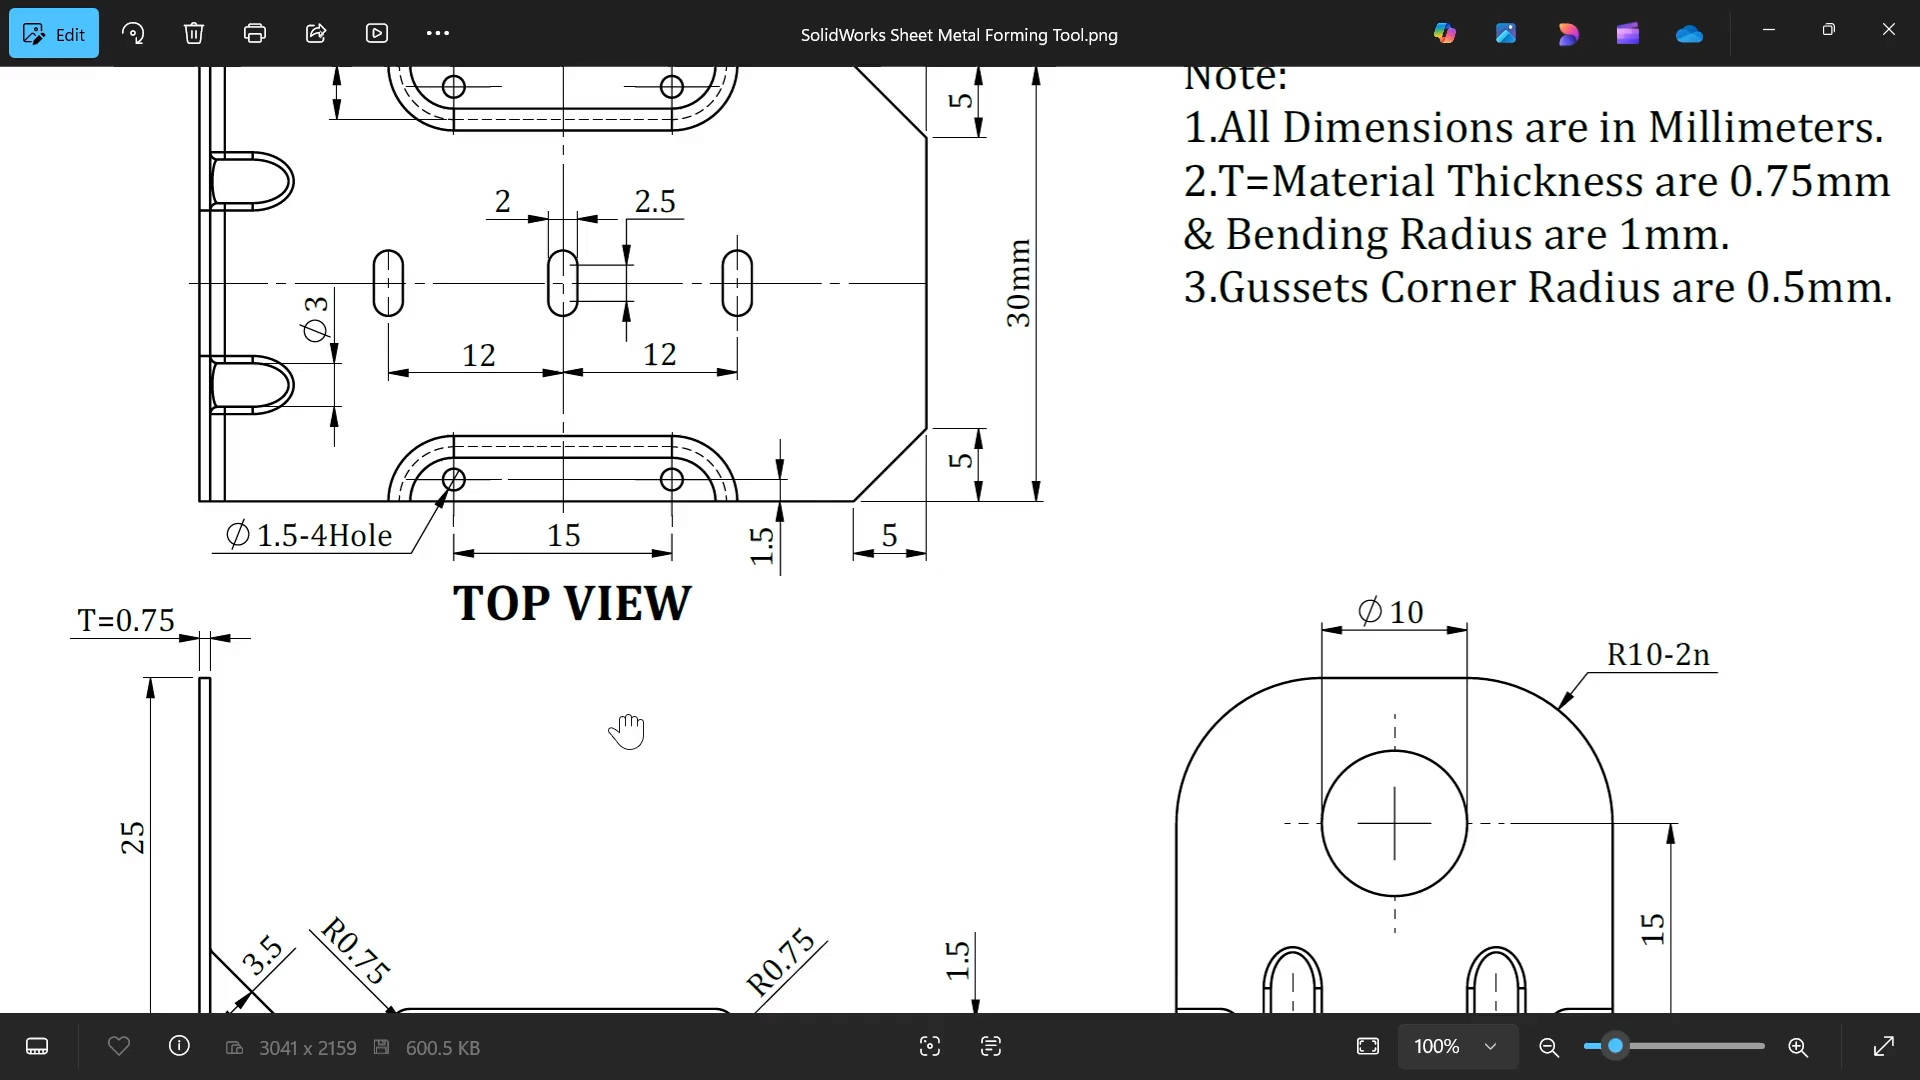 Edit
SolidWorks Sheet Metal Forming Tool.png
Note:
1.All Dimensions are in Millimeters.
2.T=Material Thickness are 0.75mm
& Bending Radius are 1mm.
3.Gussets Corner Radius are 0.5mm.
5
2
2.5
30mm
∅ 3
12
12
5
∅ 1.5-4Hole
15
1.5
5
TOP VIEW
T=0.75
∅ 10
R10-2n
25
15
3.5
R0.75
R0.75
1.5
3041 x 2159
600.5 KB
100%